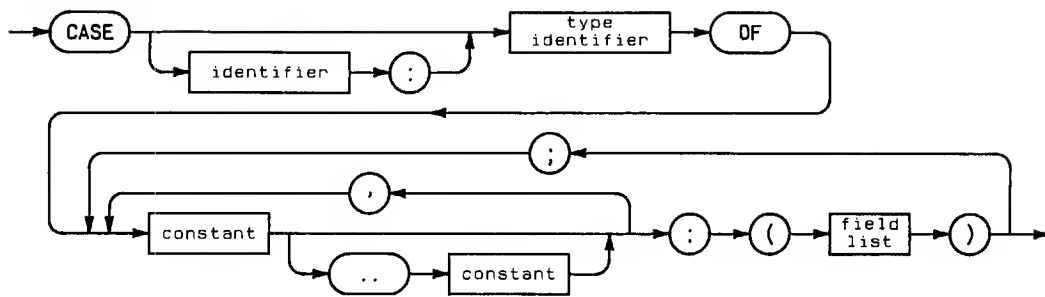 CASE
identifier
:
type
identifier
OF
;
,
constant
..
constant
:
(
field
list
)